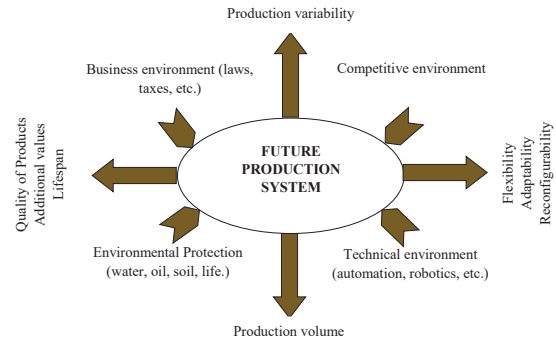 Production variability
Business environment (laws,
taxes, etc.)
Competitive environment
Quality of Products
Additional values
Lifespan
FUTURE
PRODUCTION
SYSTEM
Flexibility
Adaptability
Reconfigurability
Environmental Protection
(water, oil, soil, life.)
Technical environment
(automation, robotics, etc.)
Production volume